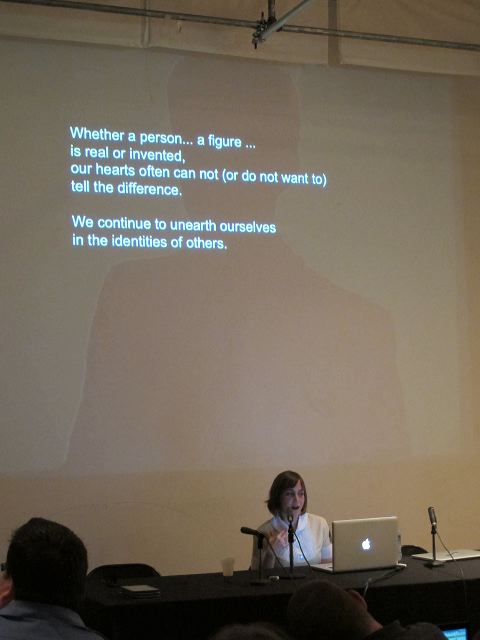 Whether a person... a figure ...
is real or invented,
our hearts often can not (or do not want to)
tell the difference.
We continue to unearth ourselves
in the identities of others.